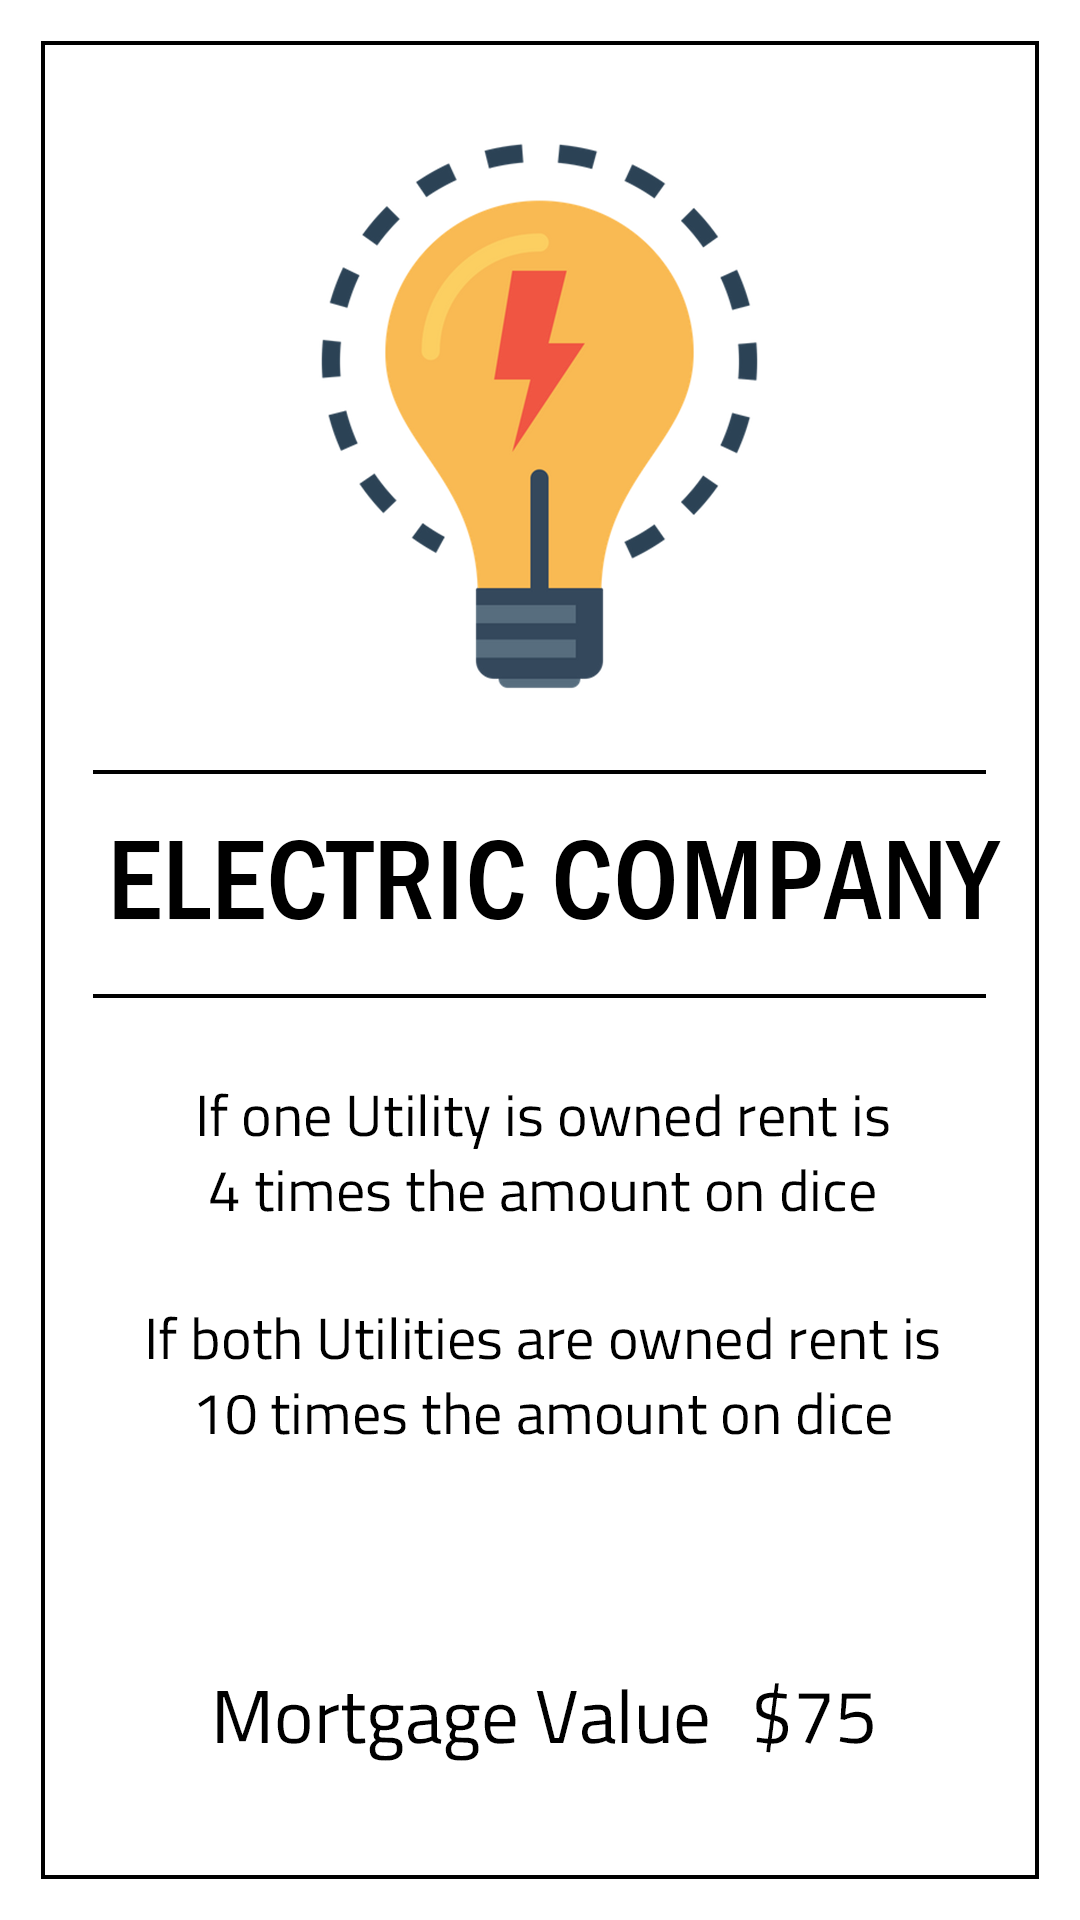 ELECTRIC COMPANY
If one Utility is owned rent is
4 times the amount on dice
If both Utilities are owned rent is
10 times the amount on dice
Mortgage Value $75